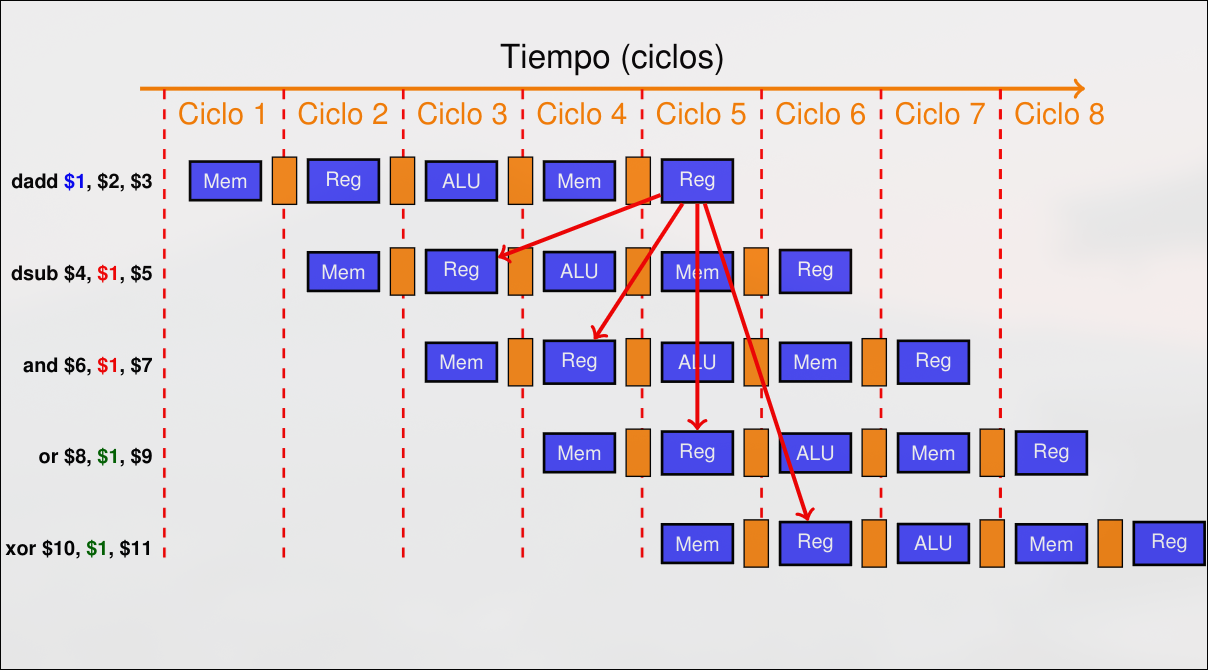 Tiempo (ciclos)
Ciclo 1 Ciclo 2 Ciclo 3 Ciclo 4 Ciclo 5 Ciclo 6 Ciclo 7 Ciclo 8
dadd $1, $2, $3 Mem Reg ALU Mem Reg
dsub $4, $1, $5 Mem Reg ALU Mem Reg
and $6, $1, $7 Mem Reg ALU Mem Reg
or $8, $1, $9 Mem Reg ALU Mem Reg
xor $10, $1, $11 Mem Reg ALU Mem Reg